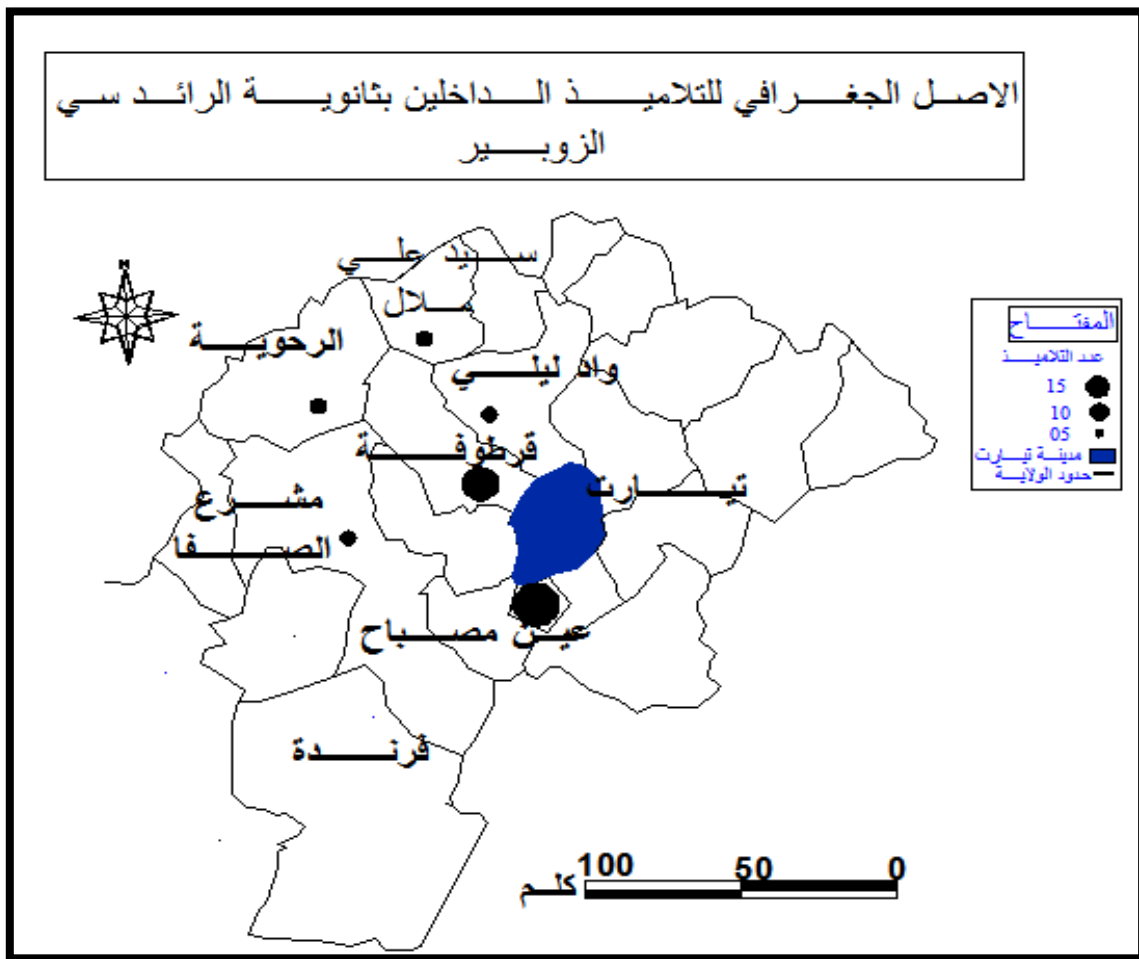 الاصل الجغرافي للتلاميذ الداخلين بثانوية الرائد سي
الزوبير
N
سيد علي
ملال
الرحوية
واد ليلي
قرطوفة
تيارت
مشرع
الصفا
عين مصباح
فرندة
المفتاح
عدد التلاميذ
15
10
05
مدينة تيارت
حدود الولاية
100 50 0
كلم